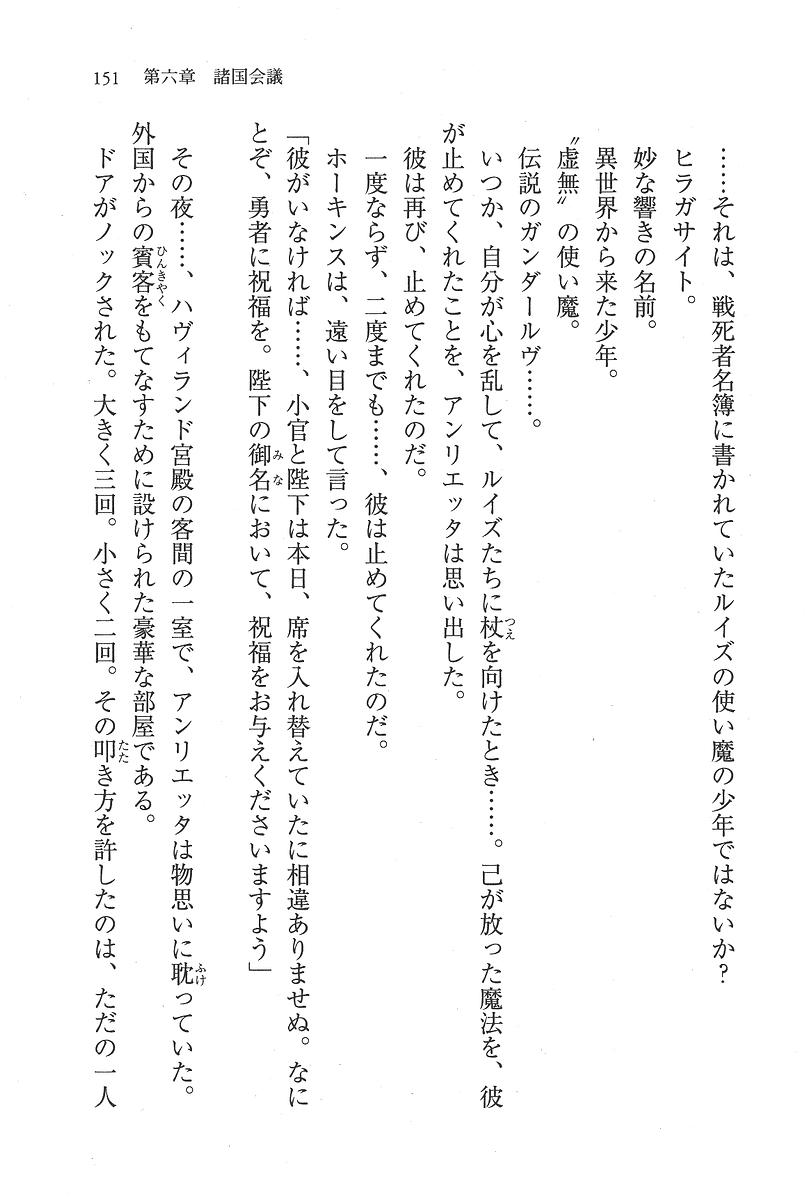 151　第六章　諸国会議
……それは、戦死者名簿に書かれていたルイズの使い魔の少年ではないか？
ヒラガサイト。
妙な響きの名前。
異世界から来た少年。
〝虚無〟の使い魔。
伝説のガンダールヴ……。
いつか、自分が心を乱して、ルイズたちに杖つえを向けたとき……。己が放った魔法を、彼
が止めてくれたことを、アンリエッタは思い出した。
彼は再び、止めてくれたのだ。
一度ならず、二度までも……、彼は止めてくれたのだ。
ホーキンスは、遠い目をして言った。
「彼がいなければ……、小官と陛下は本日、席を入れ替えていたに相違ありませぬ。なに
とぞ、勇者に祝福を。陛下の御名みなにおいて、祝福をお与えくださいますよう」
その夜……、ハヴィランド宮殿の客間の一室で、アンリエッタは物思いに耽ふけっていた。
外国からの賓客ひんきゃくをもてなすために設けられた豪華な部屋である。
ドアがノックされた。大きく三回。小さく二回。その叩たたき方を許したのは、ただの一人